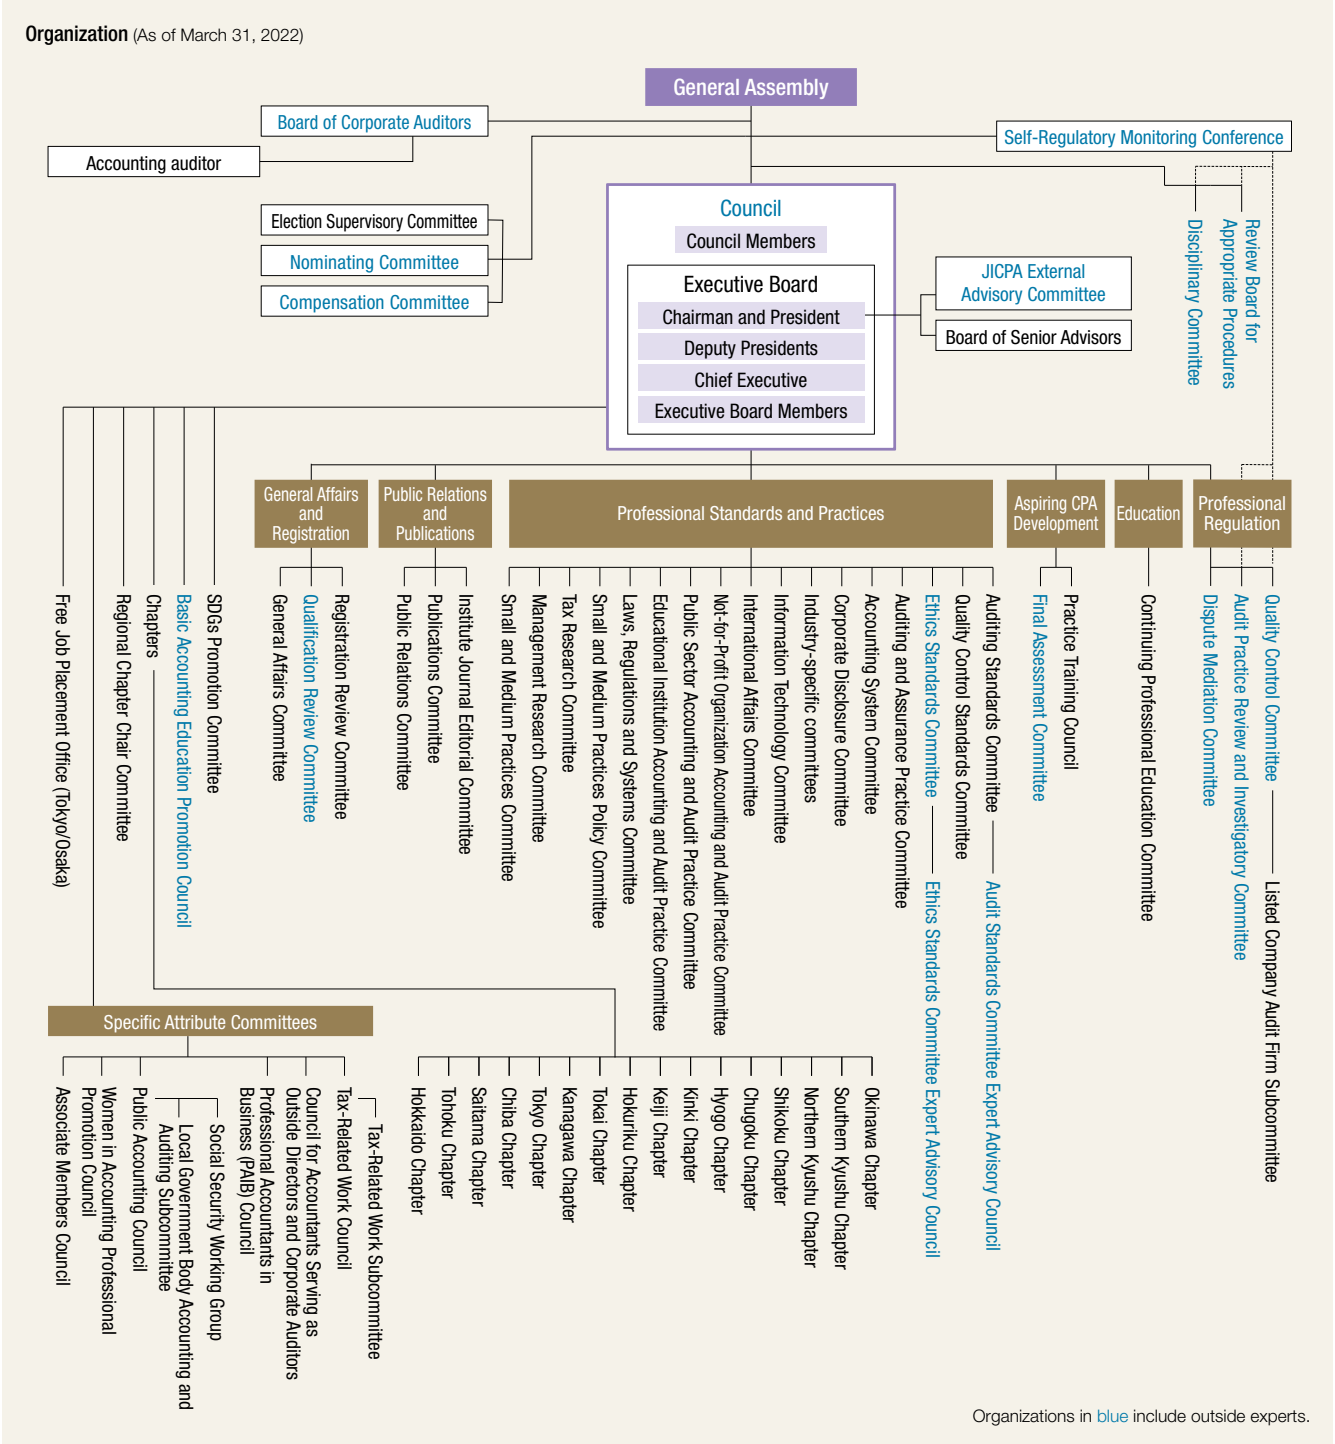 Organization (As of March 31, 2022)
General Assembly
Board of Corporate Auditors
Self-Regulatory Monitoring Conference
Accounting auditor
Council
Council Members
Election Supervisory Committee
Nominating Committee
Compensation Committee
Executive Board
Chairman and President
Deputy Presidents
Chief Executive
Executive Board Members
JICPA External
Advisory Committee
Board of Senior Advisors
Disciplinary Committee
Review Board for
Appropriate Procedures
General Affairs
and
Registration
Public Relations
and
Publications
Professional Standards and Practices
Aspiring CPA
Development
Education
Professional
Regulation
Free Job Placement Office (Tokyo/Osaka)
Regional Chapter Chair Committee
Chapters
Basic Accounting Education Promotion Council
SDGs Promotion Committee
General Affairs Committee
Qualification Review Committee
Registration Review Committee
Public Relations Committee
Publications Committee
Institute Journal Editorial Committee
Small and Medium Practices Committee
Management Research Committee
Tax Research Committee
Small and Medium Practices Policy Committee
Laws, Regulations and Systems Committee
Educational Institution Accounting and Audit Practice Committee
Public Sector Accounting and Audit Practice Committee
Not-for-Profit Organization Accounting and Audit Practice Committee
International Affairs Committee
Information Technology Committee
Industry-specific committees
Corporate Disclosure Committee
Accounting System Committee
Auditing and Assurance Practice Committee
Ethics Standards Committee
Ethics Standards Committee Expert Advisory Council
Quality Control Standards Committee
Auditing Standards Committee
Audit Standards Committee Expert Advisory Council
Final Assessment Committee
Practice Training Council
Continuing Professional Education Committee
Dispute Mediation Committee
Audit Practice Review and Investigatory Committee
Quality Control Committee
Listed Company Audit Firm Subcommittee
Specific Attribute Committees
Associate Members Council
Women in Accounting Professional
Promotion Council
Public Accounting Council
Local Government Body Accounting and
Auditing Subcommittee
Social Security Working Group
Professional Accountants in
Business (PAIB) Council
Council for Accountants Serving as
Outside Directors and Corporate Auditors
Tax-Related Work Council
Tax-Related Work Subcommittee
Hokkaido Chapter
Tohoku Chapter
Saitama Chapter
Chiba Chapter
Tokyo Chapter
Kanagawa Chapter
Tokai Chapter
Hokuriku Chapter
Keiji Chapter
Kinki Chapter
Hyogo Chapter
Chugoku Chapter
Shikoku Chapter
Northern Kyushu Chapter
Southern Kyushu Chapter
Okinawa Chapter
Organizations in blue include outside experts.